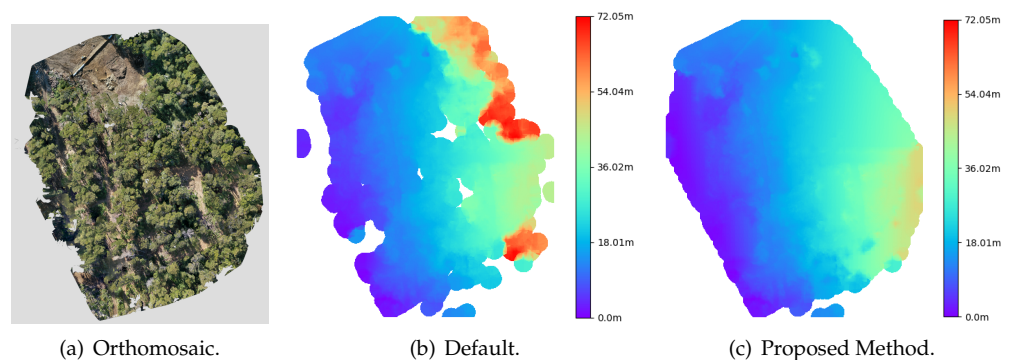 72.05m
54.04m
36.02m
18.01m
0.0m
72.05m
54.04m
36.02m
18.01m
0.0m
(a) Orthomosaic.
(b) Default.
(c) Proposed Method.